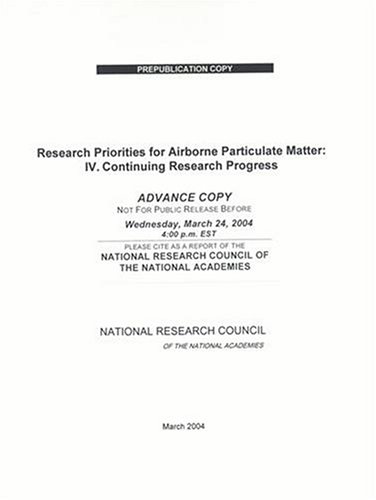 PREPUBLICATION COPY
Research Priorities for Airborne Particulate Matter:
IV. Continuing Research Progress
ADVANCE COPY
NOT FOR PUBLIC RELEASE BEFORE
Wednesday, March 24, 2004
4:00 p.m. EST
PLEASE CITE AS A REPORT OF THE
NATIONAL RESEARCH COUNCIL OF
THE NATIONAL ACADEMIES
NATIONAL RESEARCH COUNCIL
OF THE NATIONAL ACADEMIES
March 2004